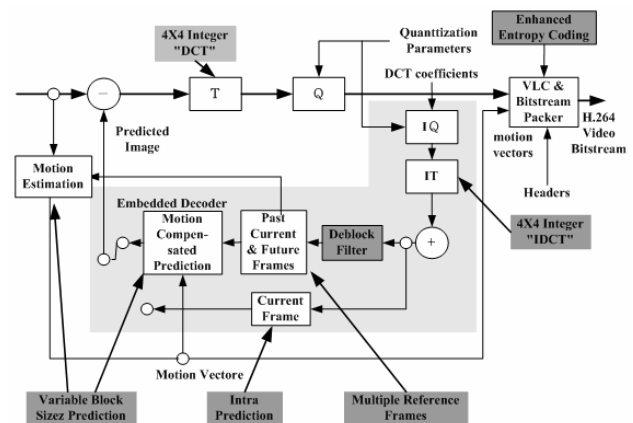 4X4 Integer
"DCT"
Quanttization
Parameters
Enhanced
Entropy Coding
DCT coefficients
T
Q
VLC &
Bitstream
Packer
H.264
Video
Bitstream
Predicted
Image
IQ
motion
vectors
Motion
Estimation
IT
Headers
Embedded Decoder
Motion
Compen-
sated
Prediction
Past
Current
& Future
Frames
Deblock
Filter
+
4X4 Integer
"IDCT"
Current
Frame
Motion Vectore
Variable Block
Sizez Prediction
Intra
Prediction
Multiple Reference
Frames